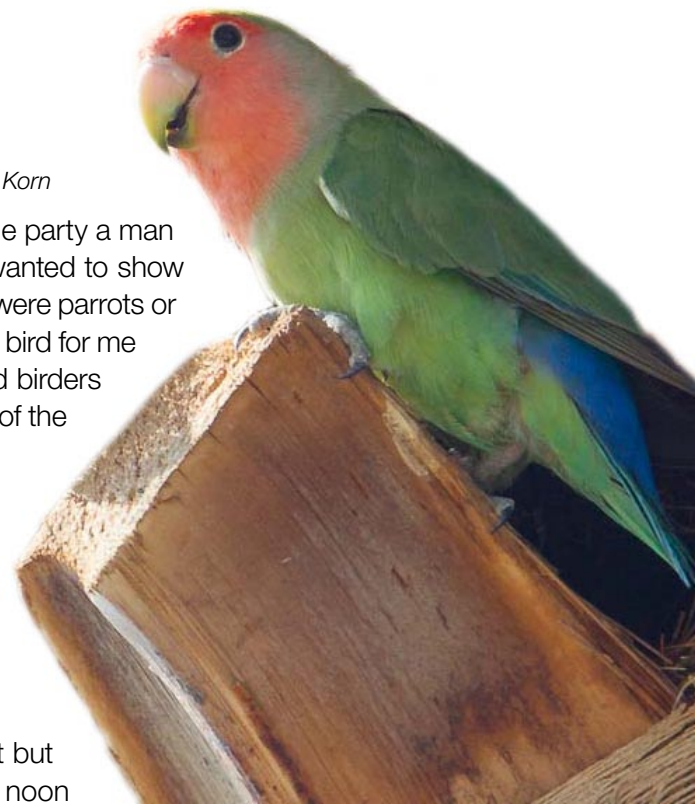 Korn
e party a man
wanted to show
were parrots or
bird for me
d birders
of the
t but
noon